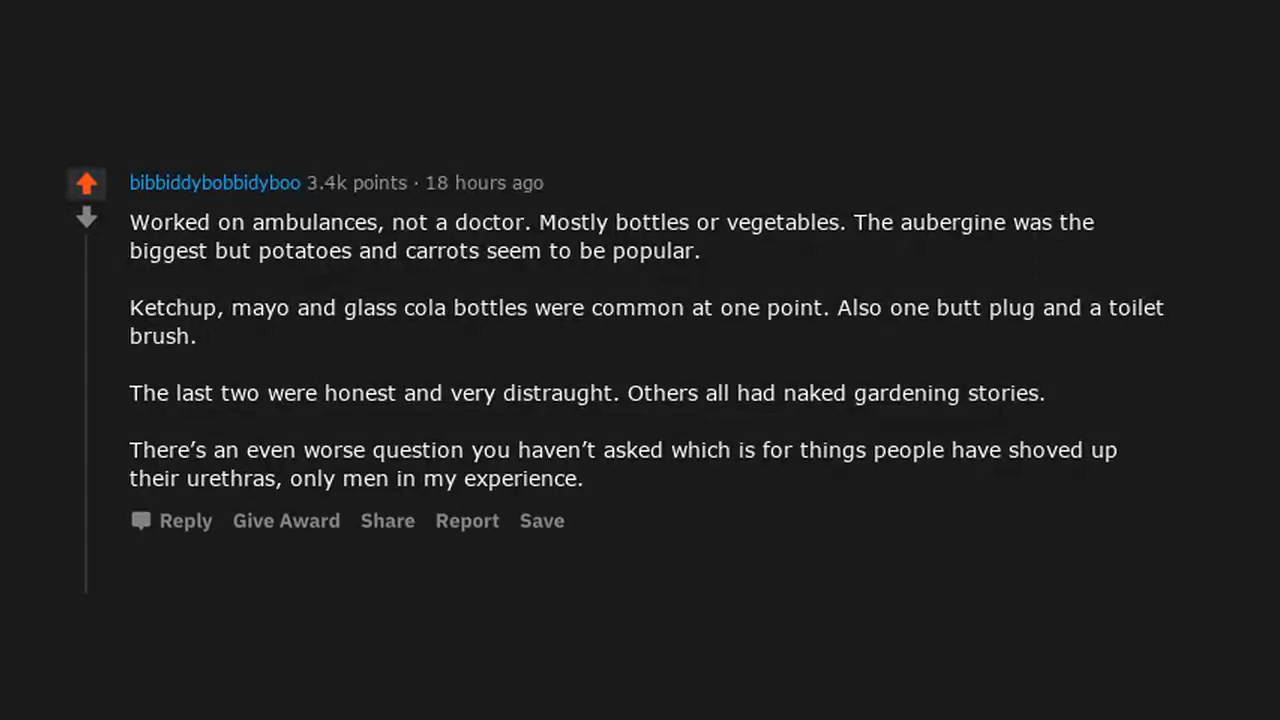 bibbiddybobbidyboo 3.4k points · 18 hours ago
Worked on ambulances, not a doctor. Mostly bottles or vegetables. The aubergine was the
biggest but potatoes and carrots seem to be popular.
Ketchup, mayo and glass cola bottles were common at one point. Also one butt plug and a toilet
brush.
The last two were honest and very distraught. Others all had naked gardening stories.
There’s an even worse question you haven’t asked which is for things people have shoved up
their urethras, only men in my experience.
Reply Give Award Share Report Save